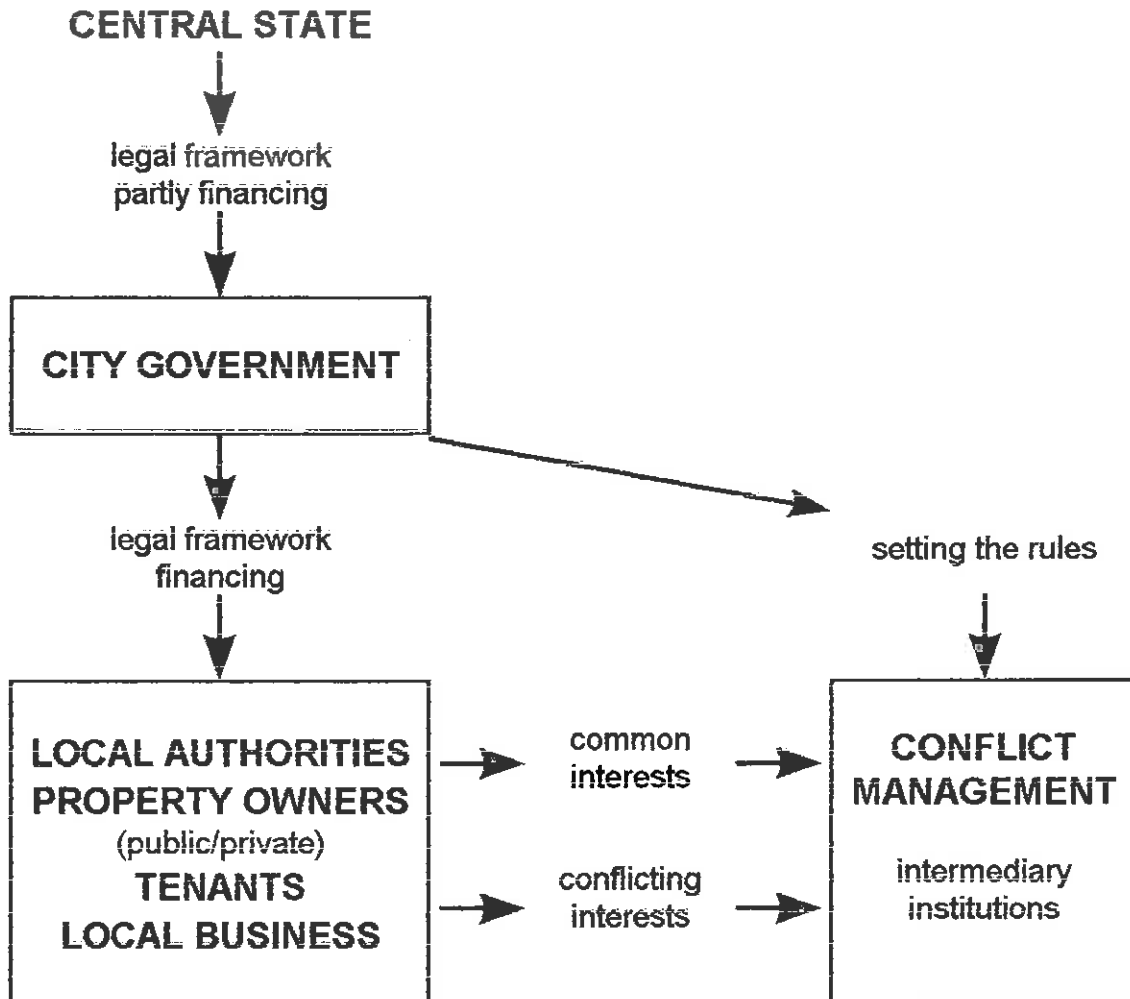 CENTRAL STATE
legal framework
partly financing
CITY GOVERNMENT
legal framework
financing
setting the rules
LOCAL AUTHORITIES
PROPERTY OWNERS
(public/private)
TENANTS
LOCAL BUSINESS
common
interests
conflicting
interests
CONFLICT
MANAGEMENT
intermediary
institutions